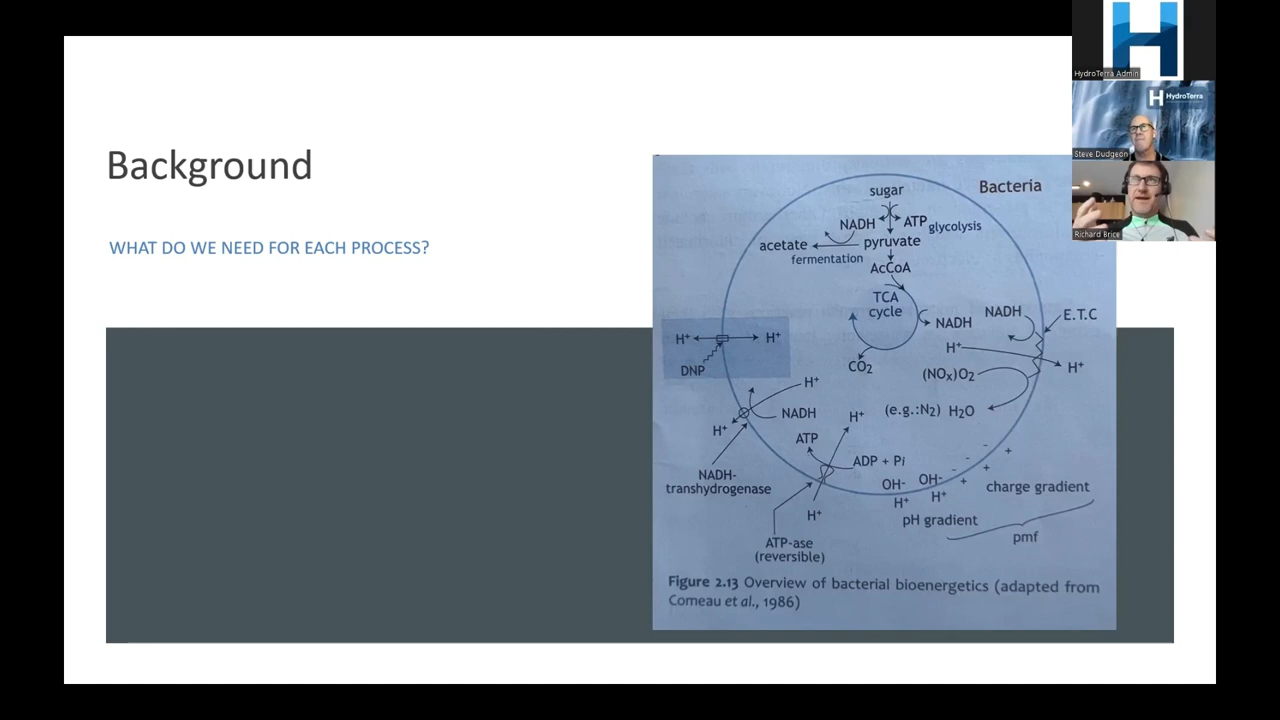 Background
WHAT DO WE NEED FOR EACH PROCESS?
Bacteria
sugar
NADH
ATP
glycolysis
acetate
pyruvate
fermentation
AcCoA
TCA
cycle
NADH
NADH
E.T.C
H+
H+
DNP
CO2
H+
H+
(NOx)O2
H+
NADH
H+
H+
(e.g.:N2) H2O
ATP
ADP + Pi
NADH-
transhydrogenase
OH-
OH-
H+
H+
- - - + + +
charge gradient
pH gradient
pmf
H+
ATP-ase
(reversible)
Figure 2.13 Overview of bacterial bioenergetics (adapted from
Comeau et al., 1986)
HydroTerra Admin
H HydroTerra
Steve Dudgeon
Richard Brice